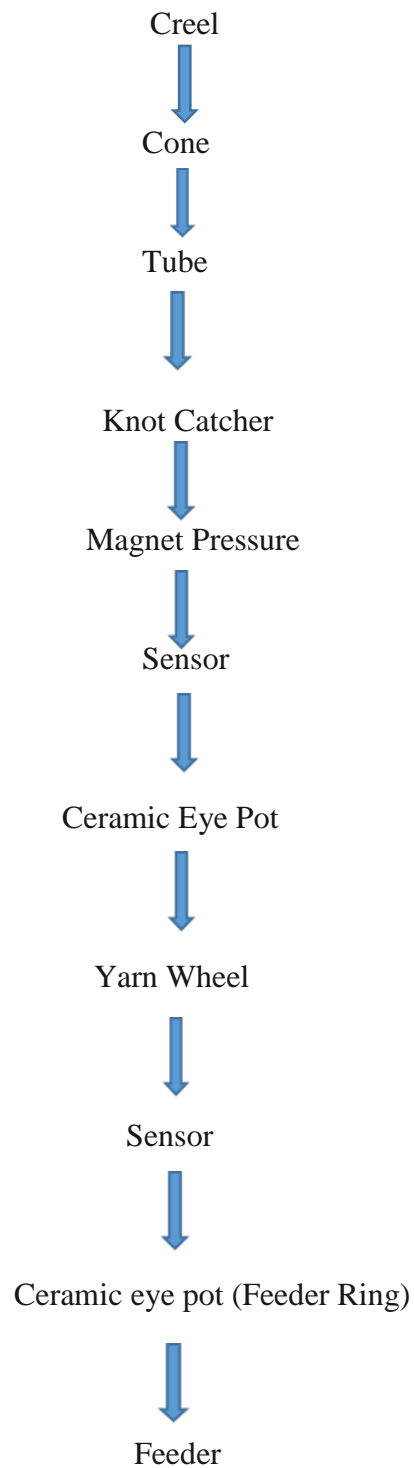 Creel
Cone
Tube
Knot Catcher
Magnet Pressure
Sensor
Ceramic Eye Pot
Yarn Wheel
Sensor
Ceramic eye pot (Feeder Ring)
Feeder